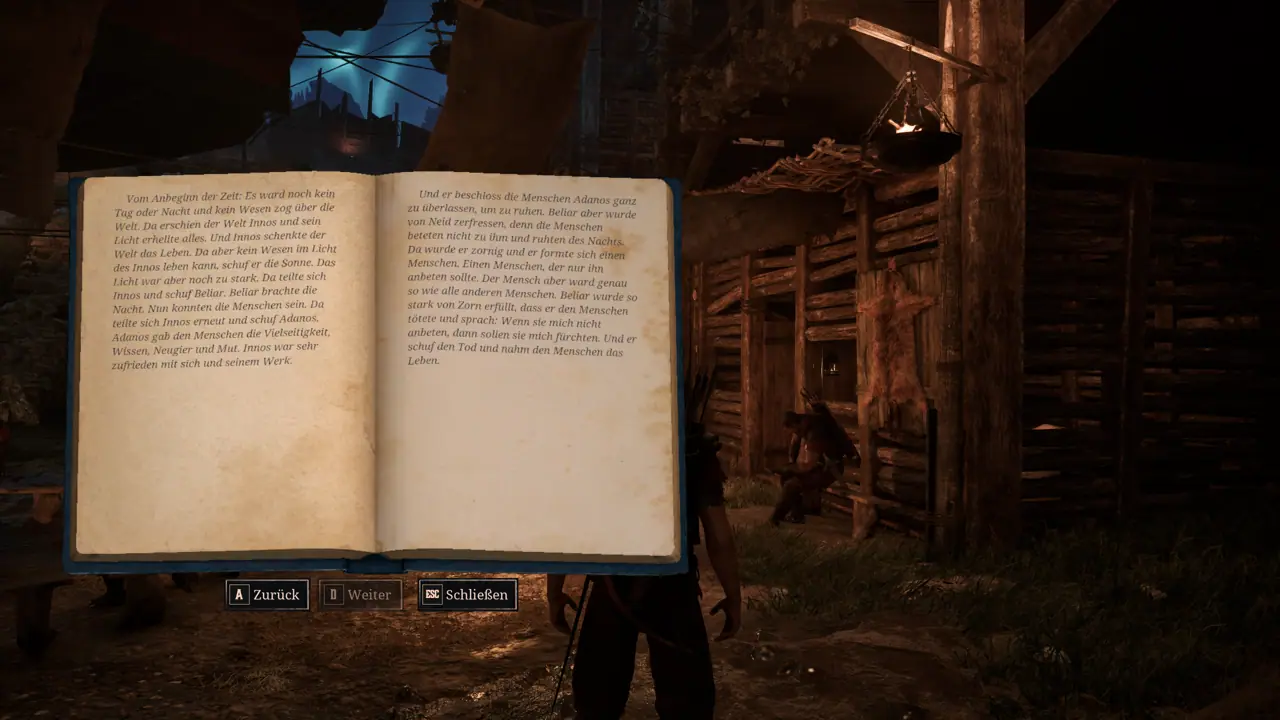 Vom Anbeginn der Zeit: Es ward noch kein
Tag oder Nacht und kein Wesen zog über die
Welt. Da erschien der Welt Innos und sein
Licht erhellte alles. Und Innos schenkte der
Welt das Leben. Da aber kein Wesen im Licht
des Innos leben kann, schuf er die Sonne. Das
Licht war aber noch zu stark. Da teilte sich
Innos und schuf Beliar. Beliar brachte die
Nacht. Nun konnten die Menschen sein. Da
teilte sich Innos erneut und schuf Adanos.
Adanos gab den Menschen die Vielseitigkeit,
Wissen, Neugier und Mut. Innos war sehr
zufrieden mit sich und seinem Werk.
Und er beschloss die Menschen Adanos ganz
zu überlassen, um zu ruhen. Beliar aber wurde
von Neid zerfressen, denn die Menschen
beteten nicht zu ihm und ruhten des Nachts.
Da wurde er zornig und er formte sich einen
Menschen. Einen Menschen, der nur ihn
anbeten sollte. Der Mensch aber ward genau
so wie alle anderen Menschen. Beliar wurde so
stark von Zorn erfüllt, dass er den Menschen
tötete und sprach: Wenn sie mich nicht
anbeten, dann sollen sie mich fürchten. Und er
schuf den Tod und nahm den Menschen das
Leben.
A Zurück
D Weiter
ESC Schließen